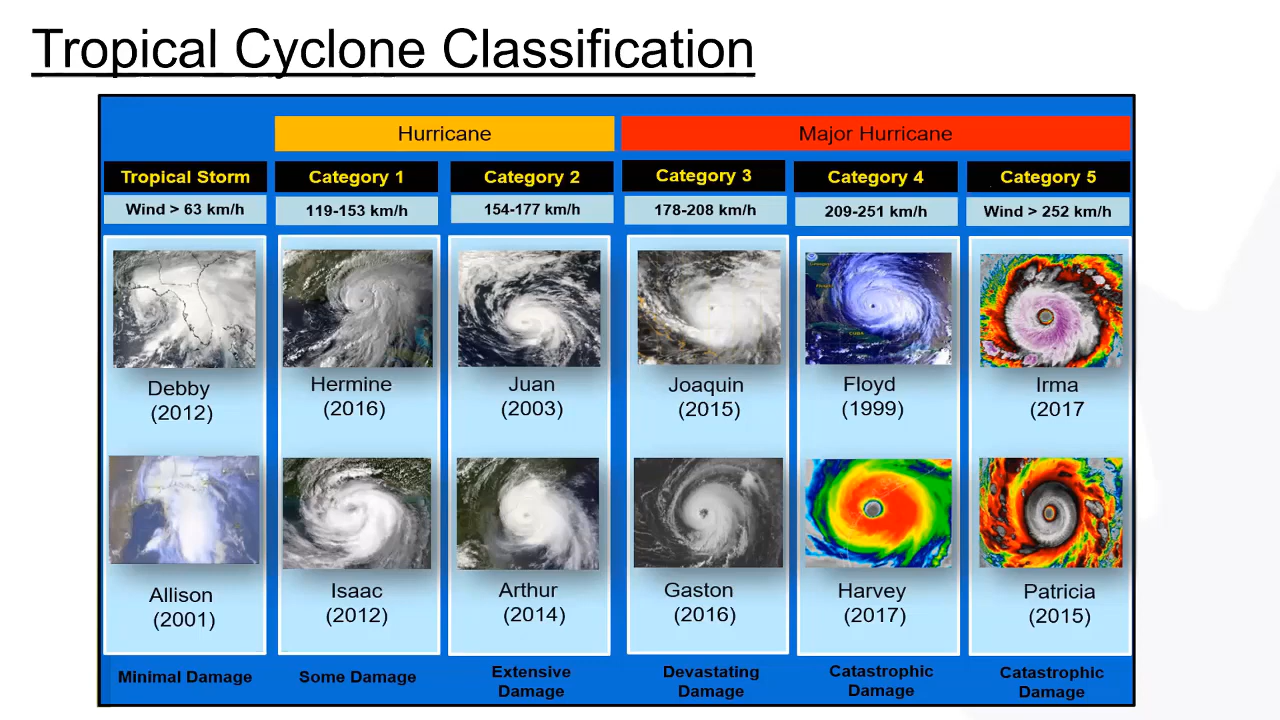 Tropical Cyclone Classification
Hurricane
Major Hurricane
Tropical Storm
Category 1
Category 2
Category 3
Category 4
Category 5
Wind > 63 km/h
119-153 km/h
154-177 km/h
178-208 km/h
209-251 km/h
Wind > 252 km/h
Debby
(2012)
Hermine
(2016)
Juan
(2003)
Joaquin
(2015)
CUBA
Floyd
(1999)
Irma
(2017
Allison
(2001)
Isaac
(2012)
Arthur
(2014)
Gaston
(2016)
Harvey
(2017)
Patricia
(2015)
Minimal Damage
Some Damage
Extensive
Damage
Devastating
Damage
Catastrophic
Damage
Catastrophic
Damage